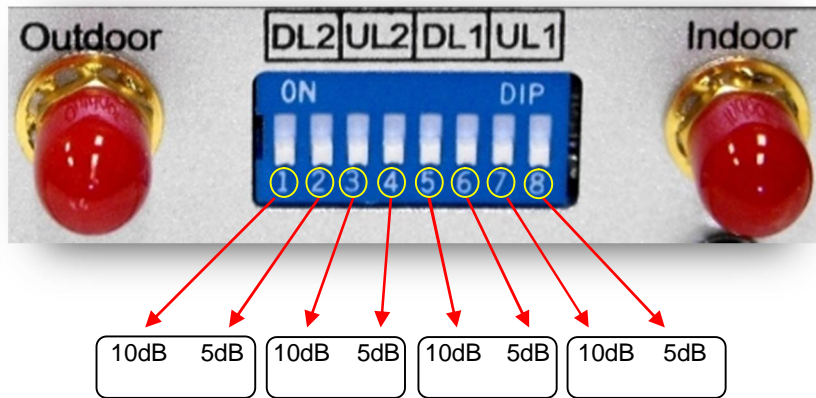 Outdoor DL2 UL2 DL1 UL1 Indoor
ON DIP
1 2 3 4 5 6 7 8
10dB 5dB 10dB 5dB 10dB 5dB 10dB 5dB